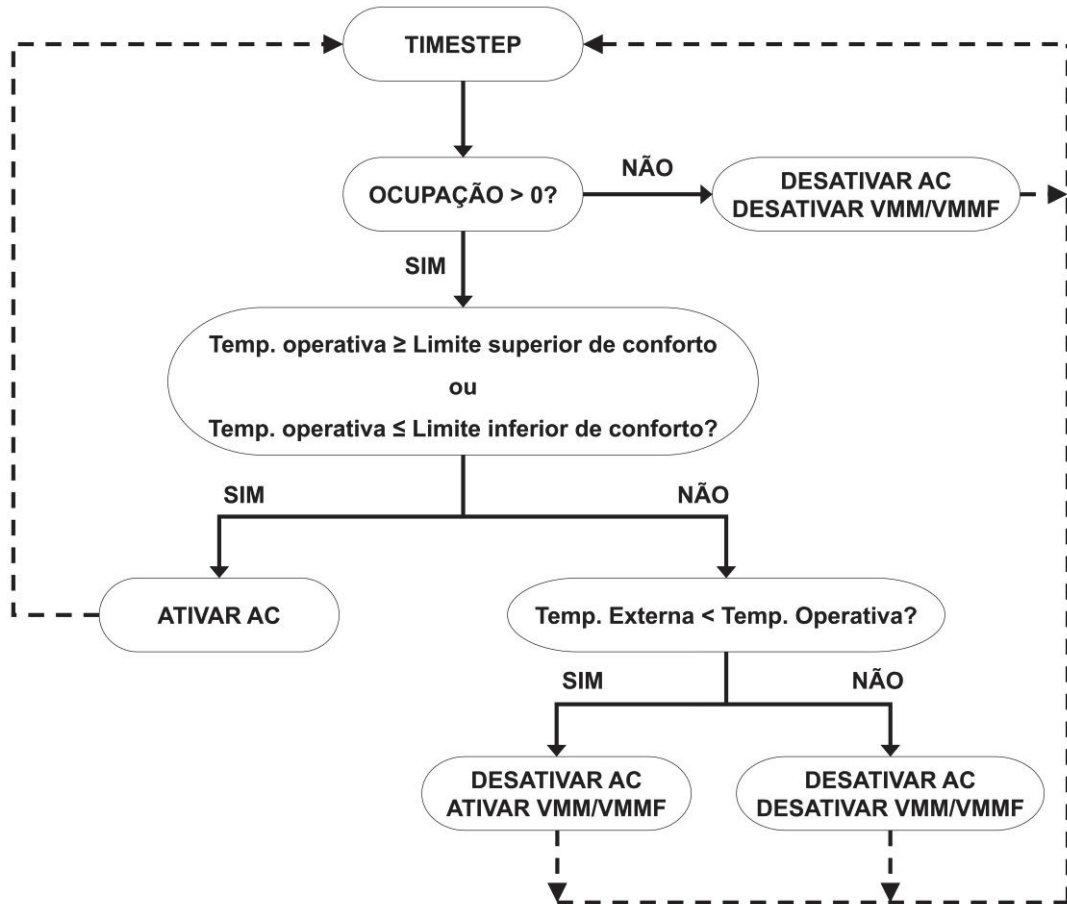 TIMESTEP
OCUPAÇÃO > 0?
NÃO
DESATIVAR AC
DESATIVAR VMM/VMMF
SIM
Temp. operativa ≥ Limite superior de conforto
ou
Temp. operativa ≤ Limite inferior de conforto?
SIM
NÃO
ATIVAR AC
Temp. Externa < Temp. Operativa?
SIM
NÃO
DESATIVAR AC
ATIVAR VMM/VMMF
DESATIVAR AC
DESATIVAR VMM/VMMF